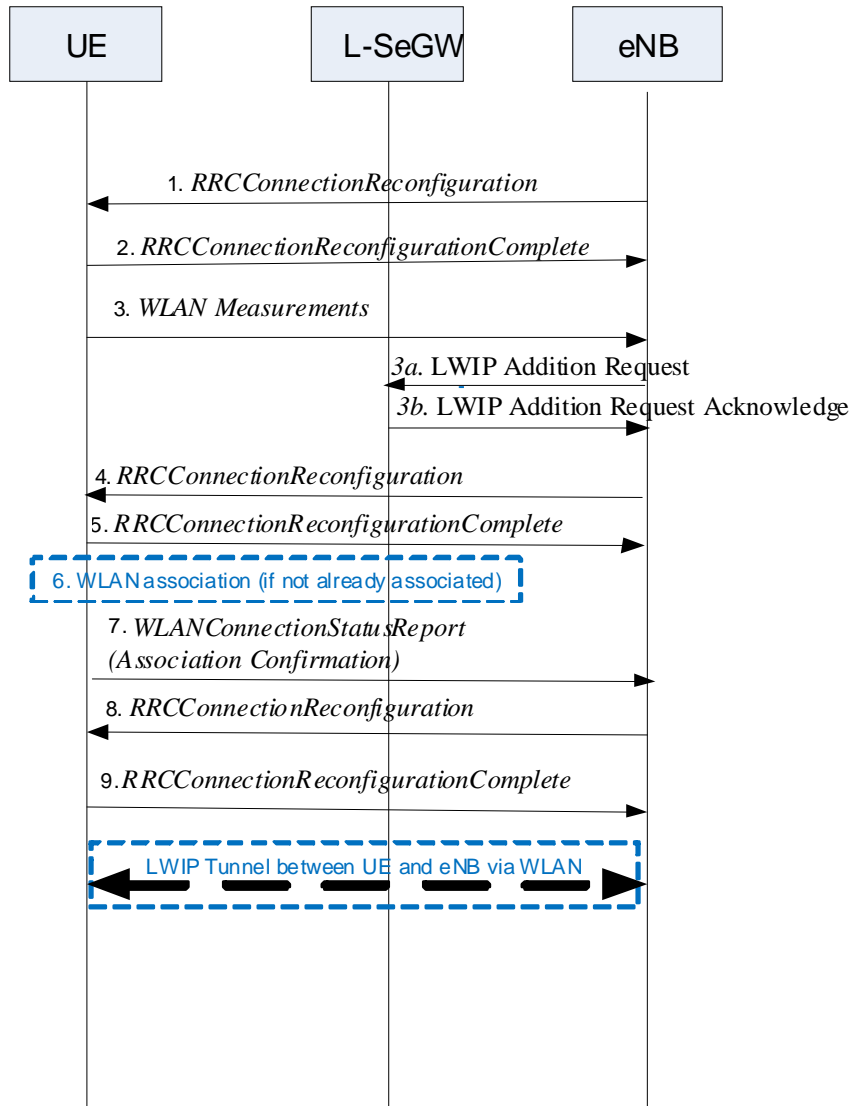 UE
L-SeGW
eNB
1. RRCConnectionReconfiguration
2. RRCConnectionReconfigurationComplete
3. WLAN Measurements
3a. LWIP Addition Request
3b. LWIP Addition Request Acknowledge
4. RRCConnectionReconfiguration
5. RRCConnectionReconfigurationComplete
6. WLAN association (if not already associated)
7. WLANConnectionStatusReport
(Association Confirmation)
8. RRCConnectionReconfiguration
9. RRCConnectionReconfigurationComplete
LWIP Tunnel between UE and eNB via WLAN